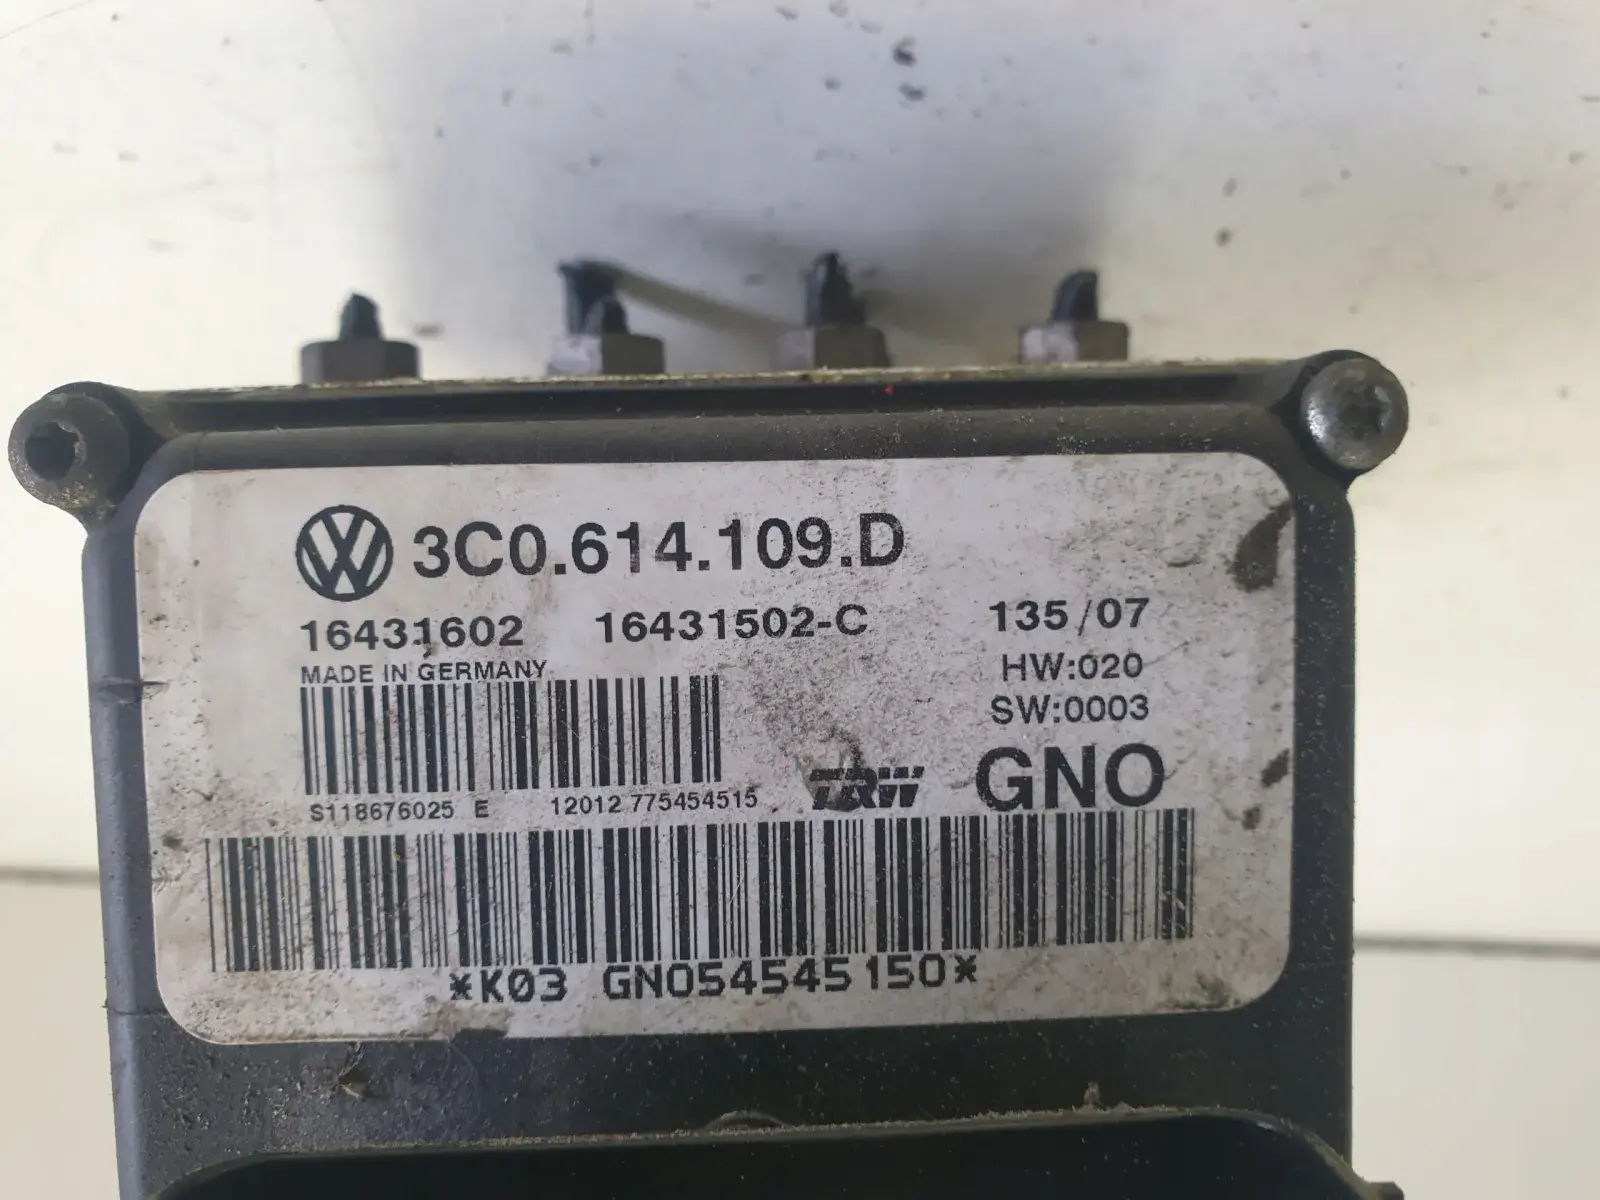 3C0.614.109.D
16431602 16431502-C 135/07
MADE IN GERMANY HW:020
SW:0003
TRW GNO
S118676025 E 12012 775454515
*K03 GNO54545150*